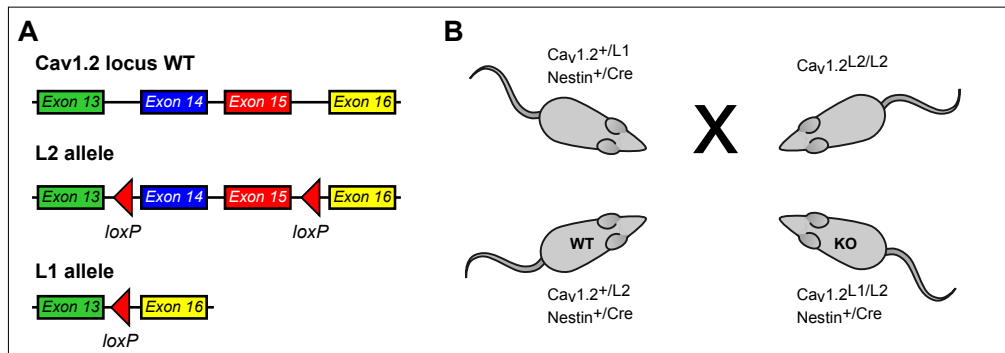 A
Cav1.2 locus WT
Exon 13 Exon 14 Exon 15 Exon 16
L2 allele
Exon 13 Exon 14 Exon 15 Exon 16
loxP loxP
L1 allele
Exon 13 Exon 16
loxP
B
Cav1.2+/L1
Nestin+/Cre
Cav1.2L2/L2
X
WT
KO
Cav1.2+/L2
Nestin+/Cre
Cav1.2L1/L2
Nestin+/Cre